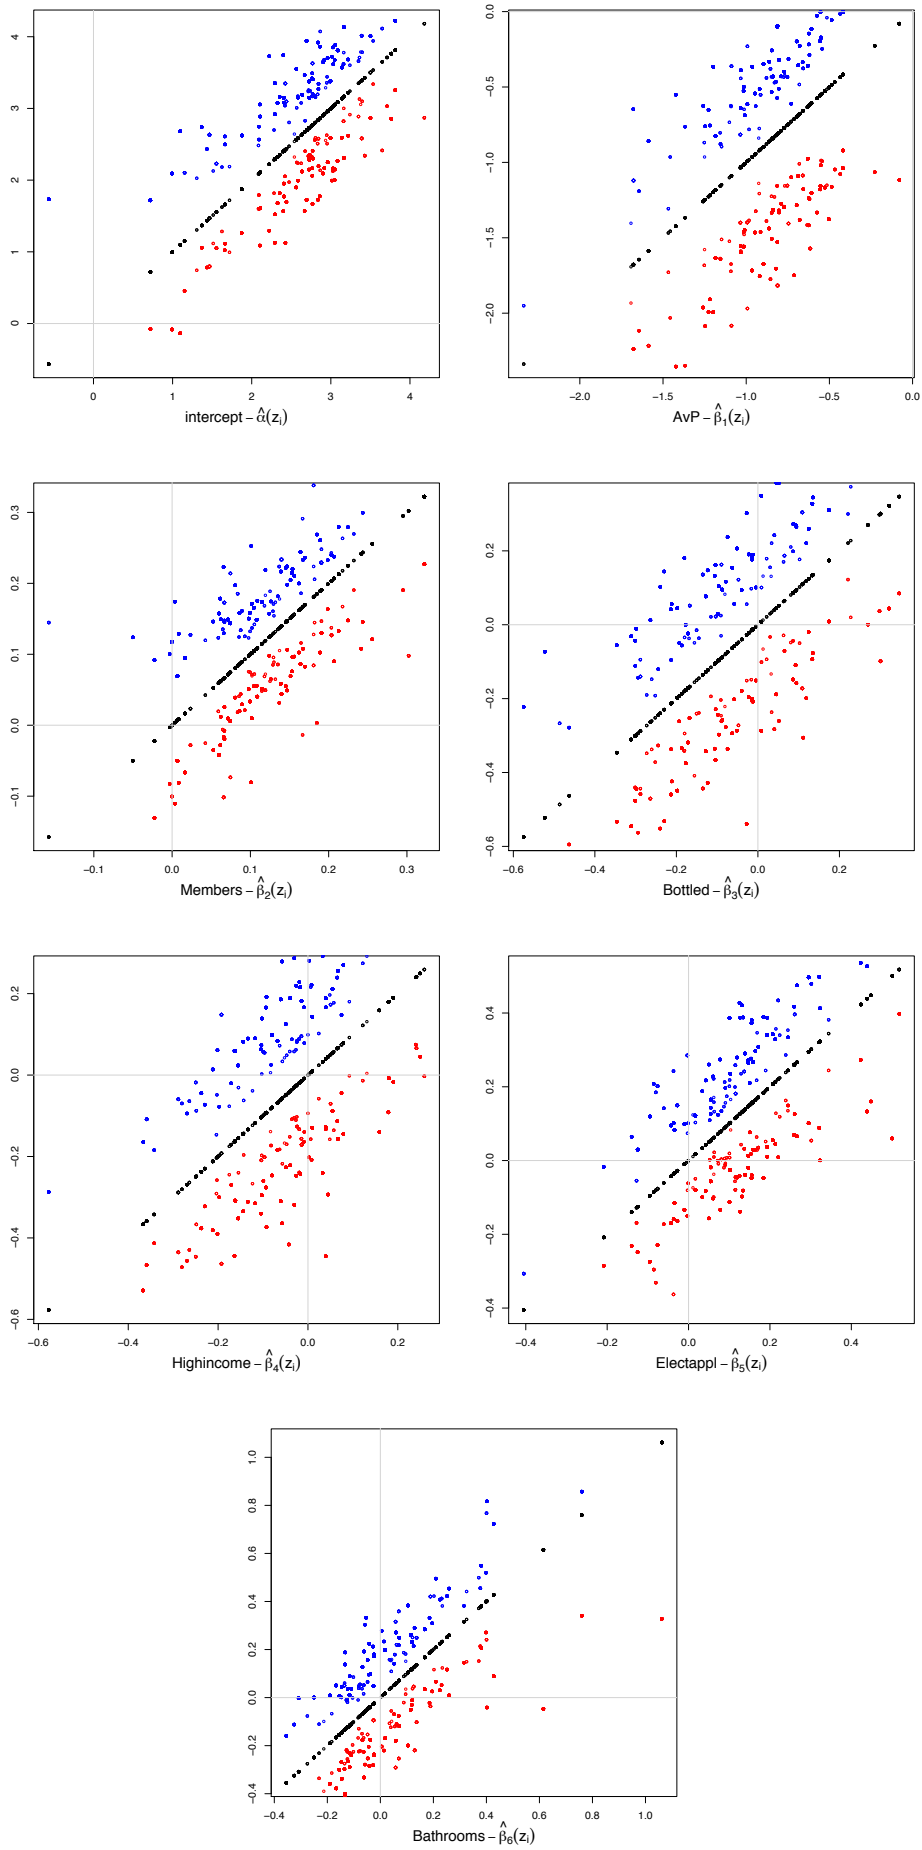 4
3
2
1
0
0 1 2 3 4
intercept – α̂(zᵢ)
0.0
−0.5
−1.0
−1.5
−2.0
−2.0 −1.5 −1.0 −0.5 0.0
AvP – β̂₁(zᵢ)
0.3
0.2
0.1
0.0
−0.1
−0.1 0.0 0.1 0.2 0.3
Members – β̂₂(zᵢ)
0.2
0.0
−0.2
−0.4
−0.6
−0.6 −0.4 −0.2 0.0 0.2
Bottled – β̂₃(zᵢ)
0.2
0.0
−0.2
−0.4
−0.6
−0.6 −0.4 −0.2 0.0 0.2
Highincome – β̂₄(zᵢ)
0.4
0.2
0.0
−0.2
−0.4
−0.4 −0.2 0.0 0.2 0.4
Electappl – β̂₅(zᵢ)
1.0
0.8
0.6
0.4
0.2
0.0
−0.2
−0.4
−0.4 −0.2 0.0 0.2 0.4 0.6 0.8 1.0
Bathrooms – β̂₆(zᵢ)